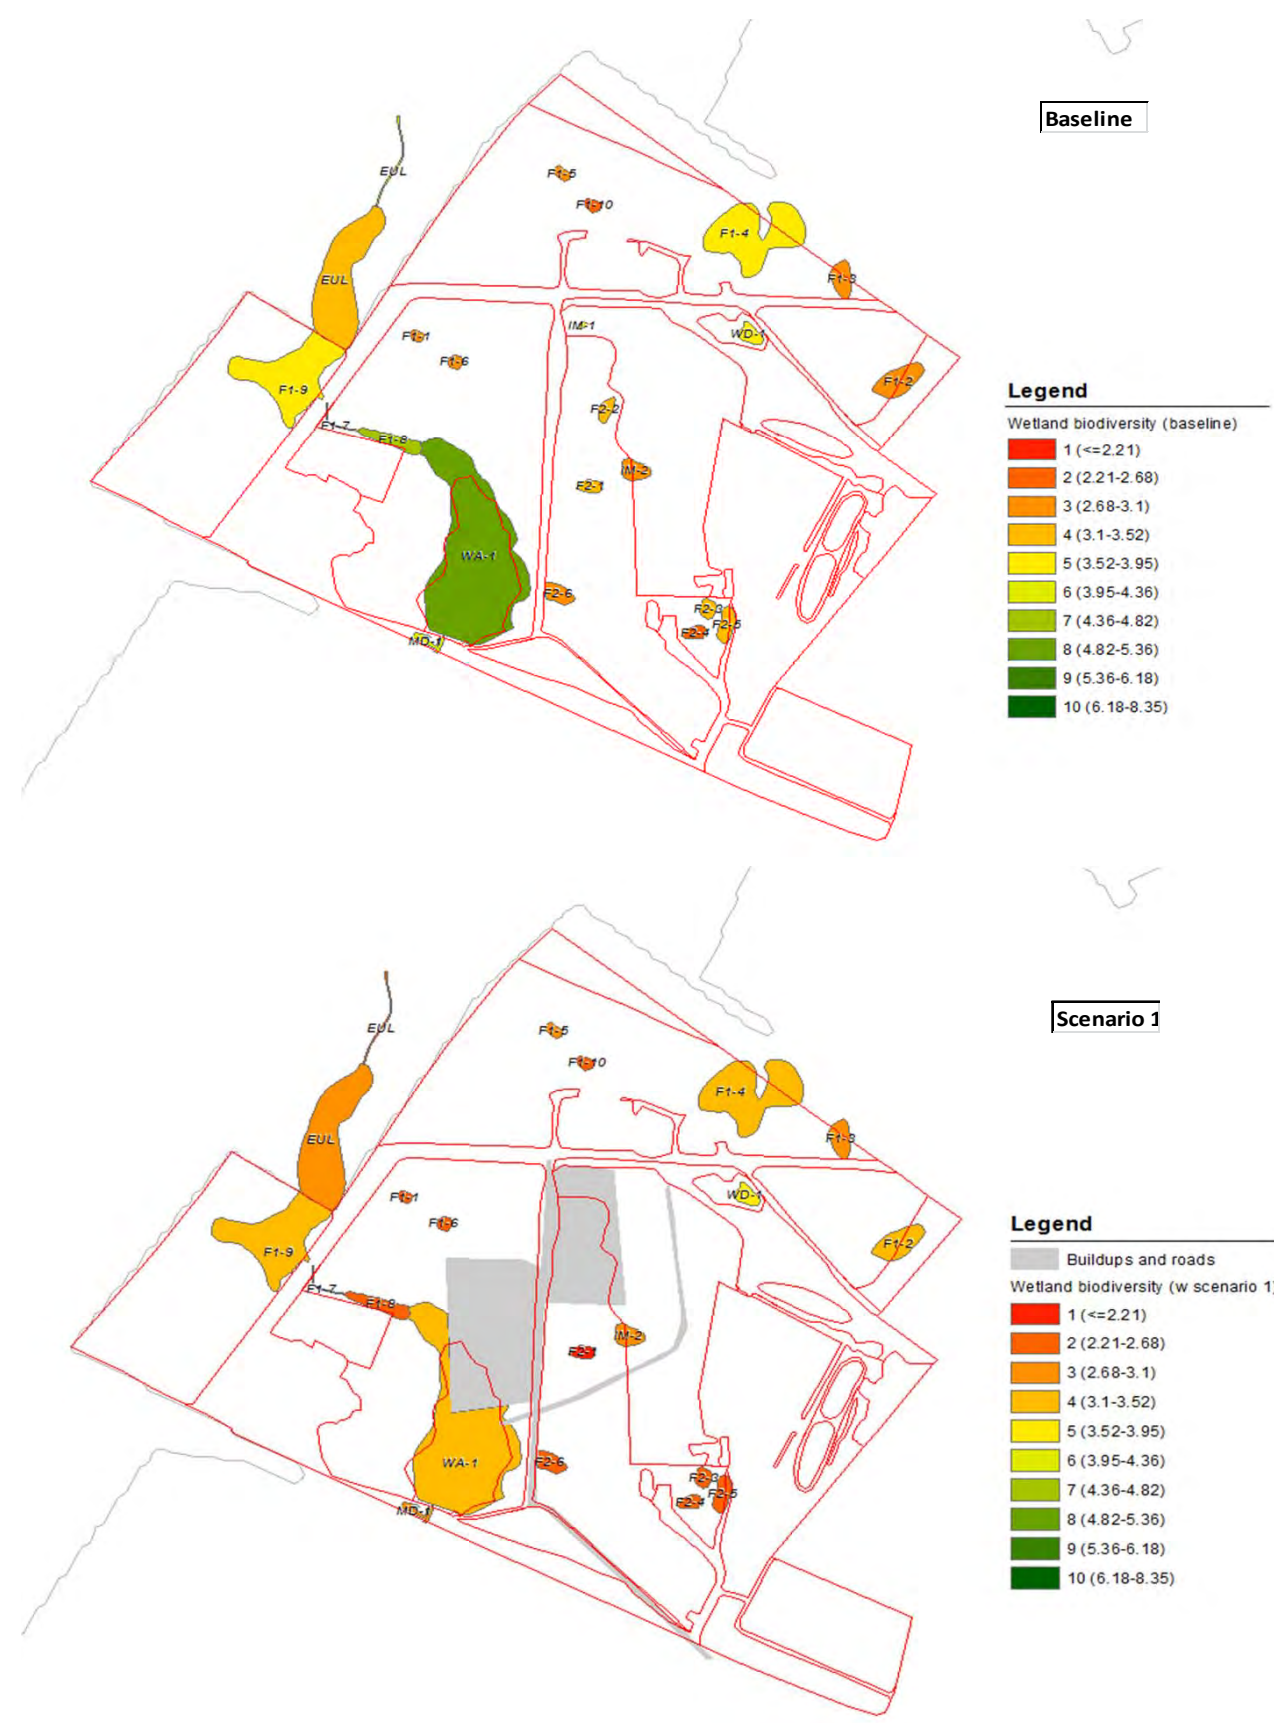 Baseline
EUL
F1-5
F1-10
F1-4
F1-3
EUL
IM-1
WD-1
F1-1
F1-6
F1-2
F1-9
F2-2
F1-7
F1-8
IM-2
F2-1
WA-1
F2-6
F2-3
F2-5
F2-4
MD-1
Legend
Wetland biodiversity (baseline)
1 (<=2.21)
2 (2.21-2.68)
3 (2.68-3.1)
4 (3.1-3.52)
5 (3.52-3.95)
6 (3.95-4.36)
7 (4.36-4.82)
8 (4.82-5.36)
9 (5.36-6.18)
10 (6.18-8.35)
Scenario 1
EUL
F1-5
F1-10
F1-4
F1-3
EUL
WD-1
F1-1
F1-6
F1-2
F1-9
F1-7
F1-8
IM-2
F2-1
WA-1
F2-6
F2-3
F2-5
F2-4
MD-1
Legend
Buildups and roads
Wetland biodiversity (w scenario 1)
1 (<=2.21)
2 (2.21-2.68)
3 (2.68-3.1)
4 (3.1-3.52)
5 (3.52-3.95)
6 (3.95-4.36)
7 (4.36-4.82)
8 (4.82-5.36)
9 (5.36-6.18)
10 (6.18-8.35)